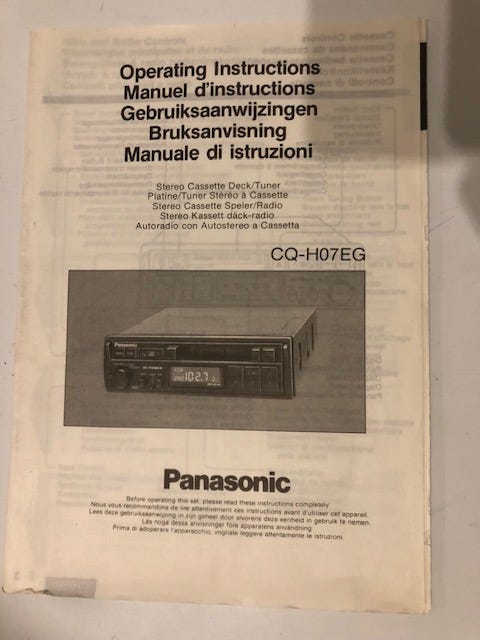 Operating Instructions
Manuel d'instructions
Gebruiksaanwijzingen
Bruksanvisning
Manuale di istruzioni
Stereo Cassette Deck/Tuner
Platine/Tuner Stéréo à Cassette
Stereo Cassette Speler/Radio
Stereo Kassett däck-radio
Autoradio con Autostereo a Cassetta
CQ-H07EG
Panasonic
102.7
Panasonic
Before operating this set, please read these instructions completely.
Nous vous recommandons de lire attentivement ces instructions avant d'utiliser cet appareil.
Lees deze gebruiksaanwijzing in zijn geheel door alvorens deze eenheid in gebruik te nemen.
Läs noga dessa anvisningar före apparatens användning.
Prima di adoperare l'apparecchio, vogliate leggere attentamente le istruzioni.